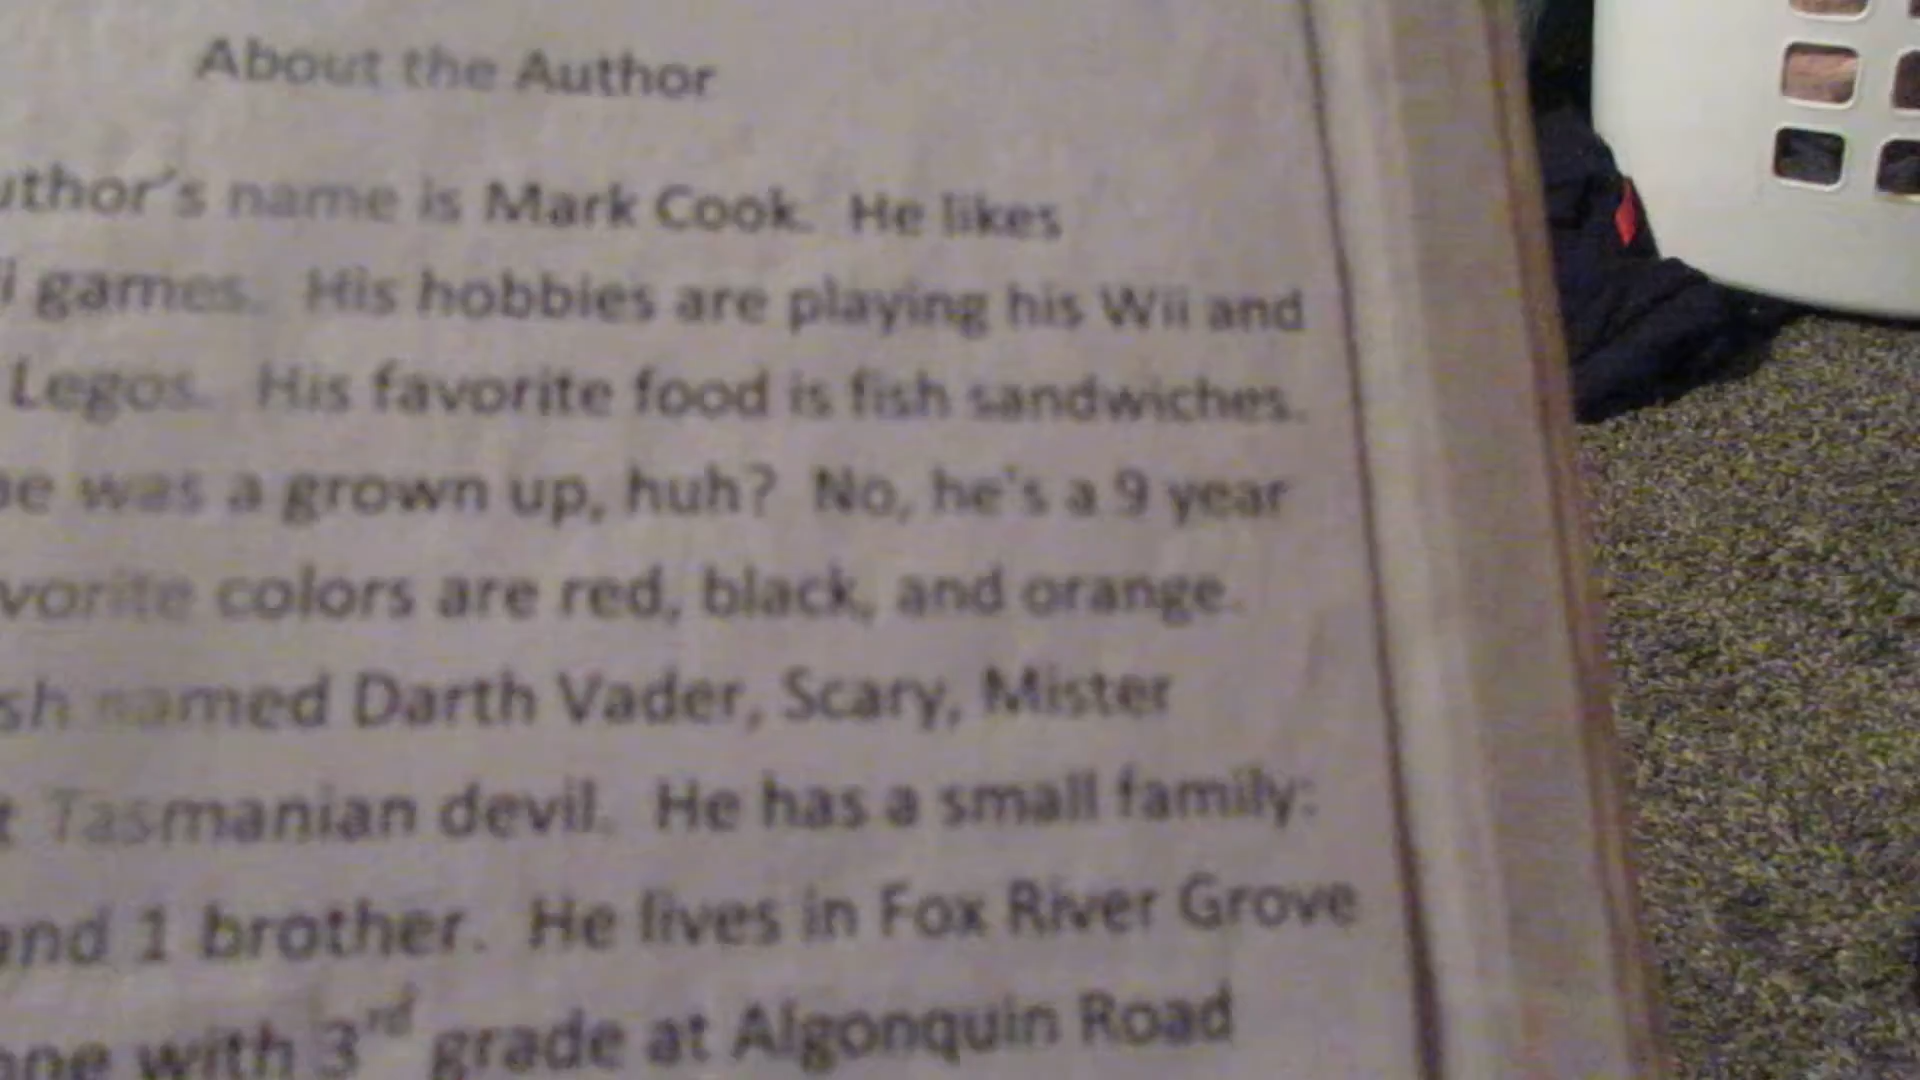 About the Author
uthor's name is Mark Cook. He likes
i games. His hobbies are playing his Wii and
Legos. His favorite food is fish sandwiches.
be was a grown up, huh? No, he's a 9 year
vorite colors are red, black, and orange.
sh named Darth Vader, Scary, Mister
t Tasmanian devil. He has a small family:
and 1 brother. He lives in Fox River Grove
one with 3rd grade at Algonquin Road